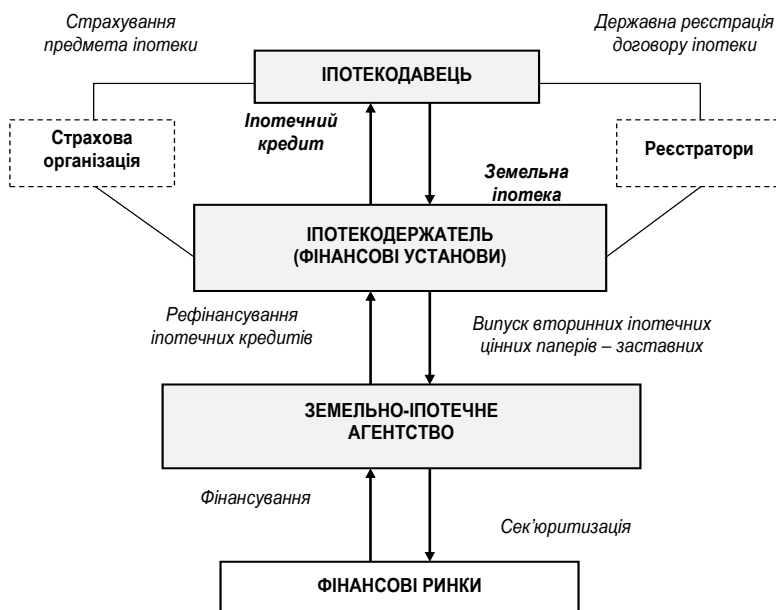 Страхування
предмета іпотеки
Державна реєстрація
договору іпотеки
ІПОТЕКОДАВЕЦЬ
Іпотечний
кредит
Страхова
організація
Реєстратори
Земельна
іпотека
ІПОТЕКОДЕРЖАТЕЛЬ
(ФІНАНСОВІ УСТАНОВИ)
Рефінансування
іпотечних кредитів
Випуск вторинних іпотечних
цінних паперів – заставних
ЗЕМЕЛЬНО-ІПОТЕЧНЕ
АГЕНТСТВО
Фінансування
Сек’юритизація
ФІНАНСОВІ РИНКИ